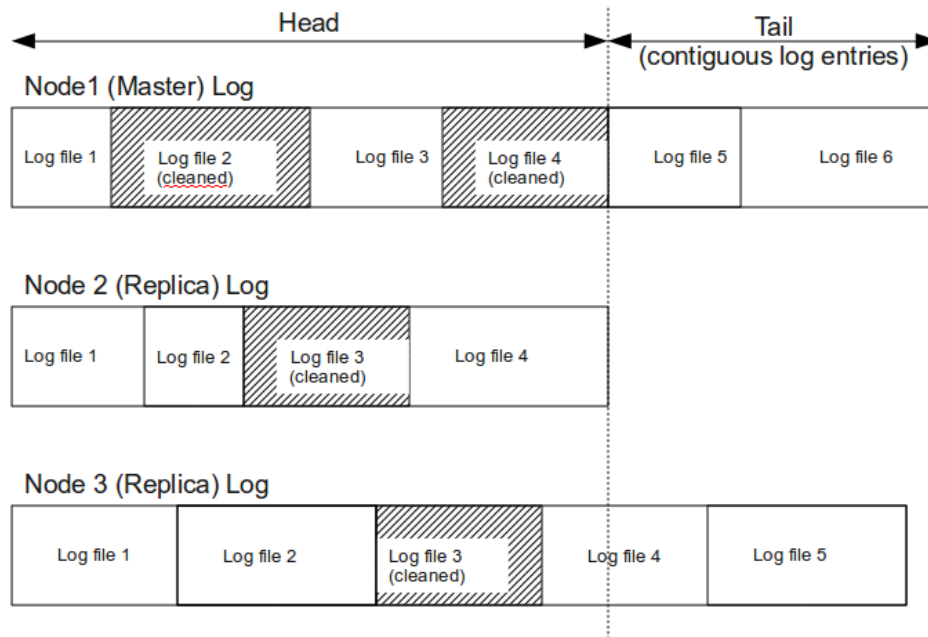 Head
Tail
(contiguous log entries)
Node1 (Master) Log
Log file 1
Log file 2
(cleaned)
Log file 3
Log file 4
(cleaned)
Log file 5
Log file 6
Node 2 (Replica) Log
Log file 1
Log file 2
Log file 3
(cleaned)
Log file 4
Node 3 (Replica) Log
Log file 1
Log file 2
Log file 3
(cleaned)
Log file 4
Log file 5